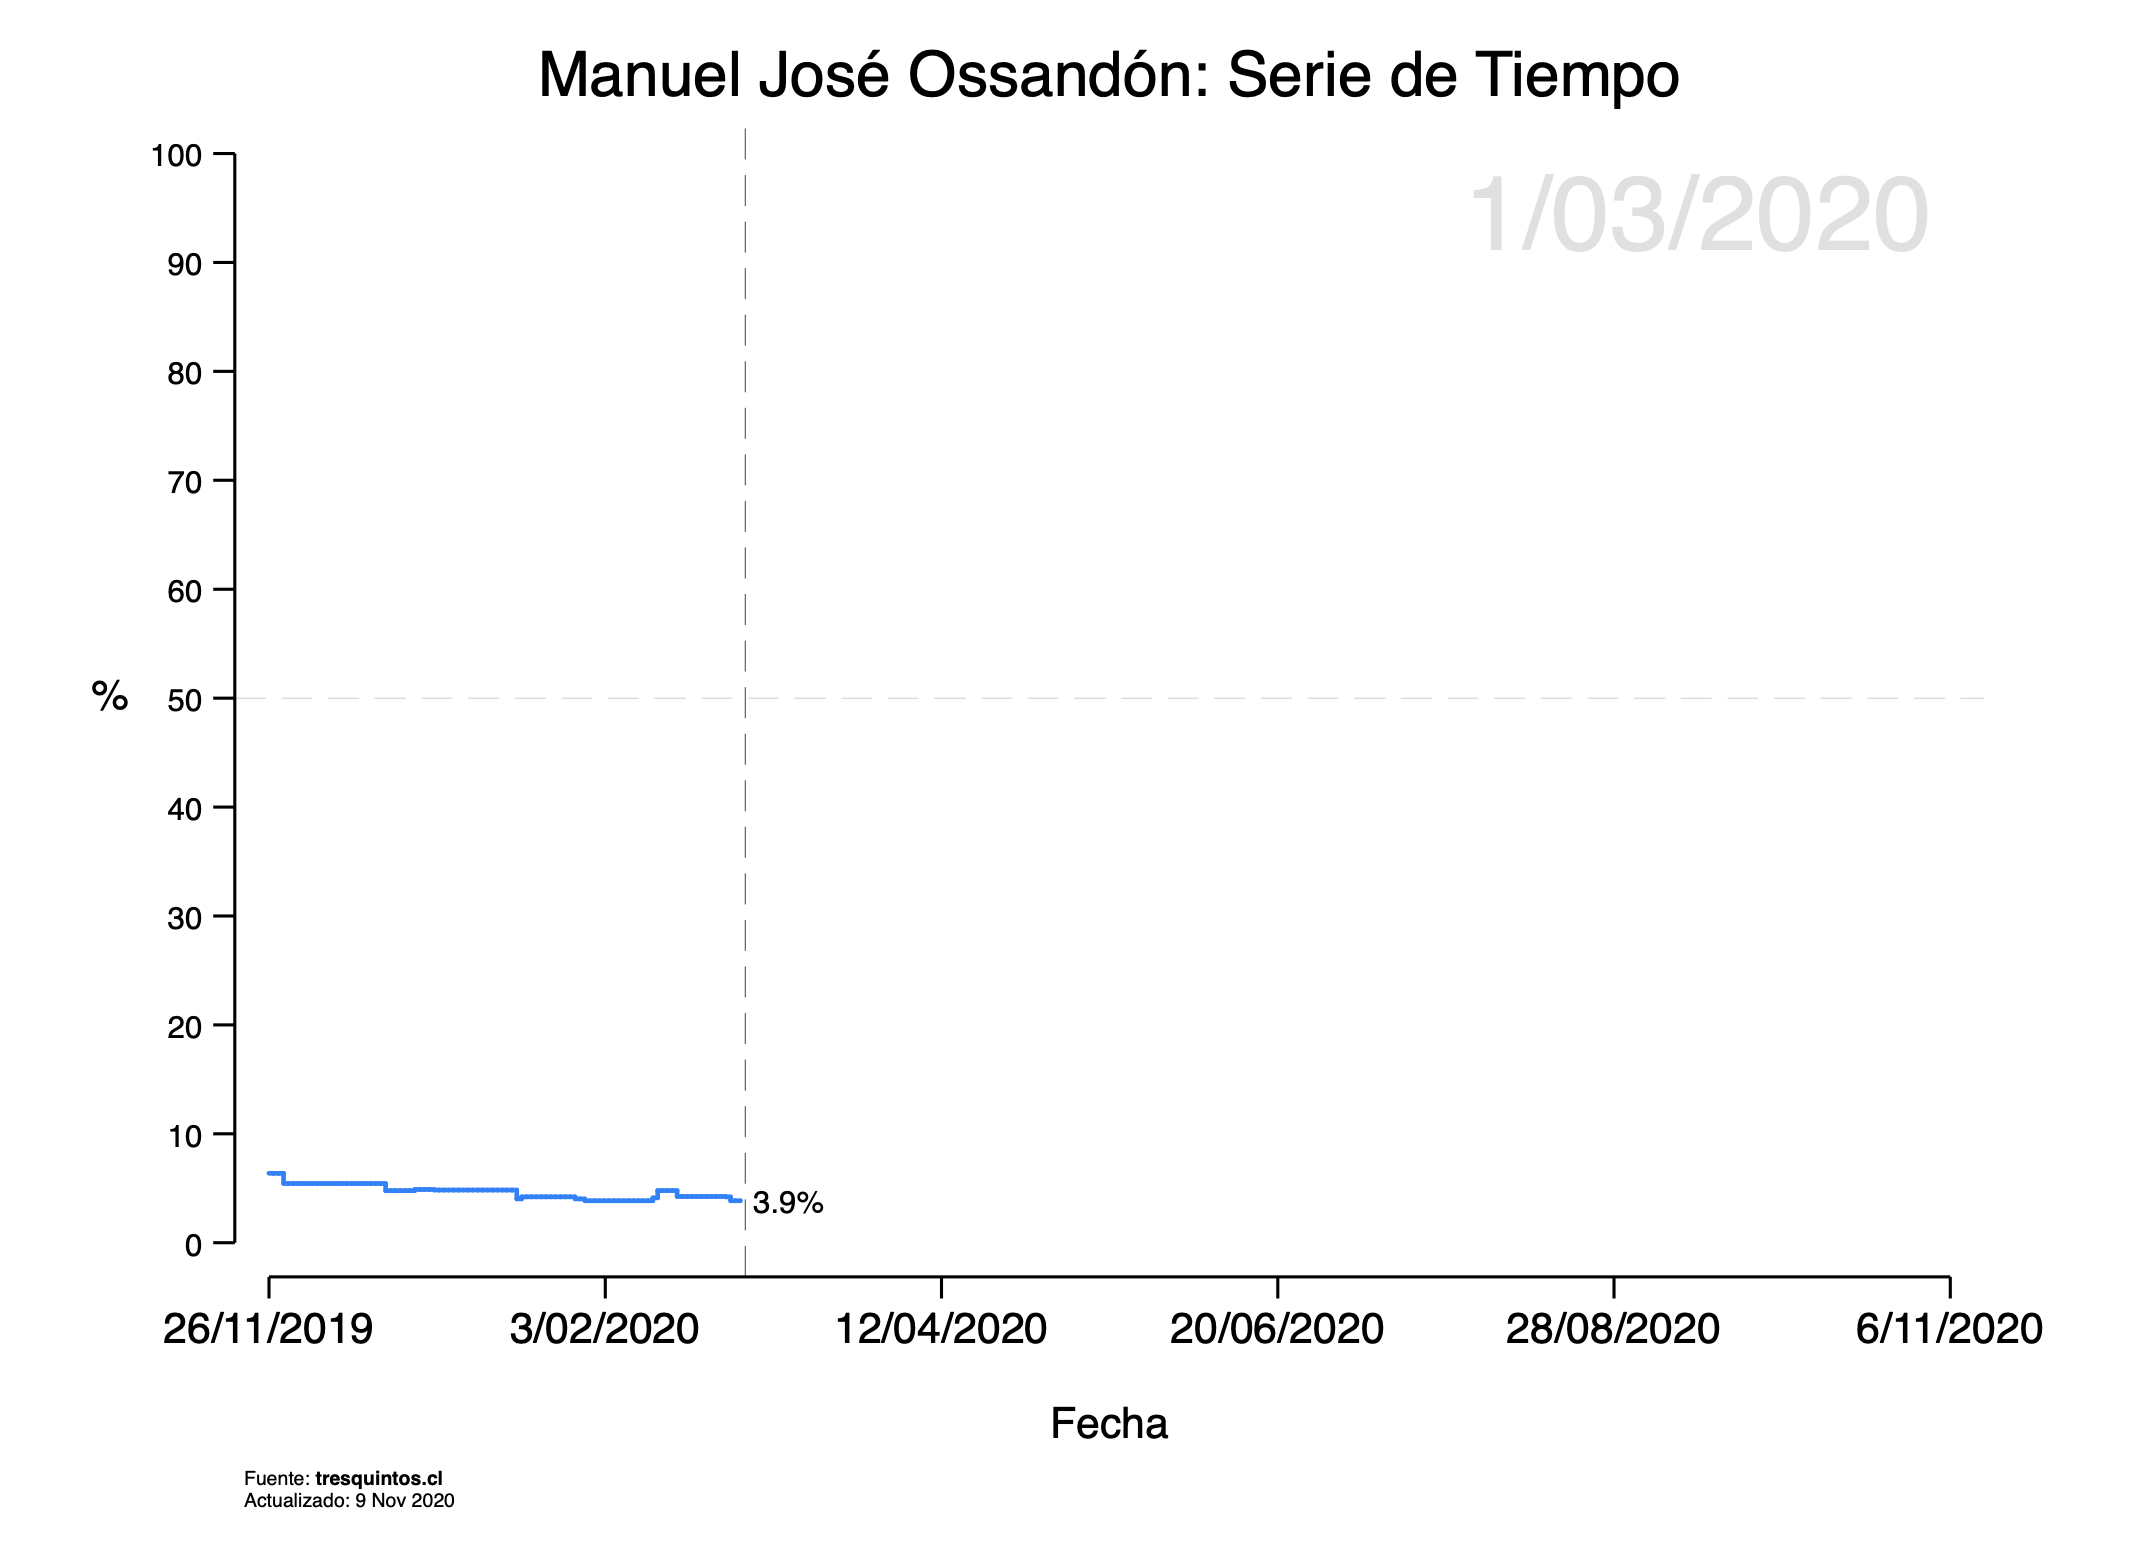 Manuel José Ossandón: Serie de Tiempo
1/03/2020
100
90
80
70
60
50
40
30
20
10
0
%
3.9%
26/11/2019 3/02/2020 12/04/2020 20/06/2020 28/08/2020 6/11/2020
Fecha
Fuente: tresquintos.cl
Actualizado: 9 Nov 2020